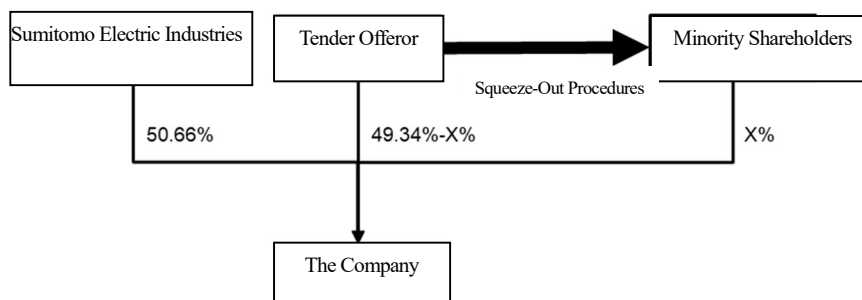 Sumitomo Electric Industries
Tender Offeror
Minority Shareholders
Squeeze-Out Procedures
50.66%
49.34%-X%
X%
The Company